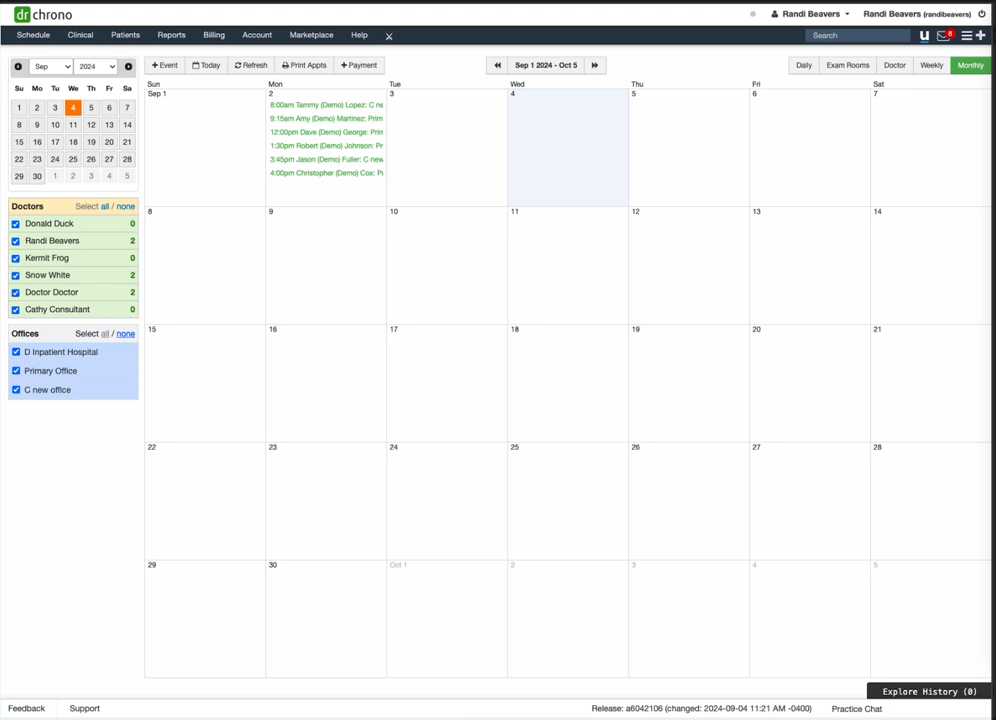 dr chrono
Randi Beavers
Randi Beavers (randibeavers)
Schedule Clinical Patients Reports Billing Account Marketplace Help
Search
8
Sep 2024
+Event Today Refresh Print Appts +Payment
Sep 1 2024 - Oct 5
Daily Exam Rooms Doctor Weekly Monthly
Su Mo Tu We Th Fr Sa
1 2 3 4 5 6 7
8 9 10 11 12 13 14
15 16 17 18 19 20 21
22 23 24 25 26 27 28
29 30 1 2 3 4 5
Doctors Select all / none
Donald Duck 0
Randi Beavers 2
Kermit Frog 0
Snow White 2
Doctor Doctor 2
Cathy Consultant 0
Offices Select all / none
D Inpatient Hospital
Primary Office
C new office
Sun Mon Tue Wed Thu Fri Sat
Sep 1 2 3 4 5 6 7
8:00am Tammy (Demo) Lopez: C ne
9:15am Amy (Demo) Martinez: Prim
12:00pm Dave (Demo) George: Prin
1:30pm Robert (Demo) Johnson: Pr
3:45pm Jason (Demo) Fuller: C new
4:00pm Christopher (Demo) Cox: Pr
8 9 10 11 12 13 14
15 16 17 18 19 20 21
22 23 24 25 26 27 28
29 30 Oct 1 2 3 4 5
Explore History (0)
Feedback Support
Release: a6042106 (changed: 2024-09-04 11:21 AM -0400)
Practice Chat